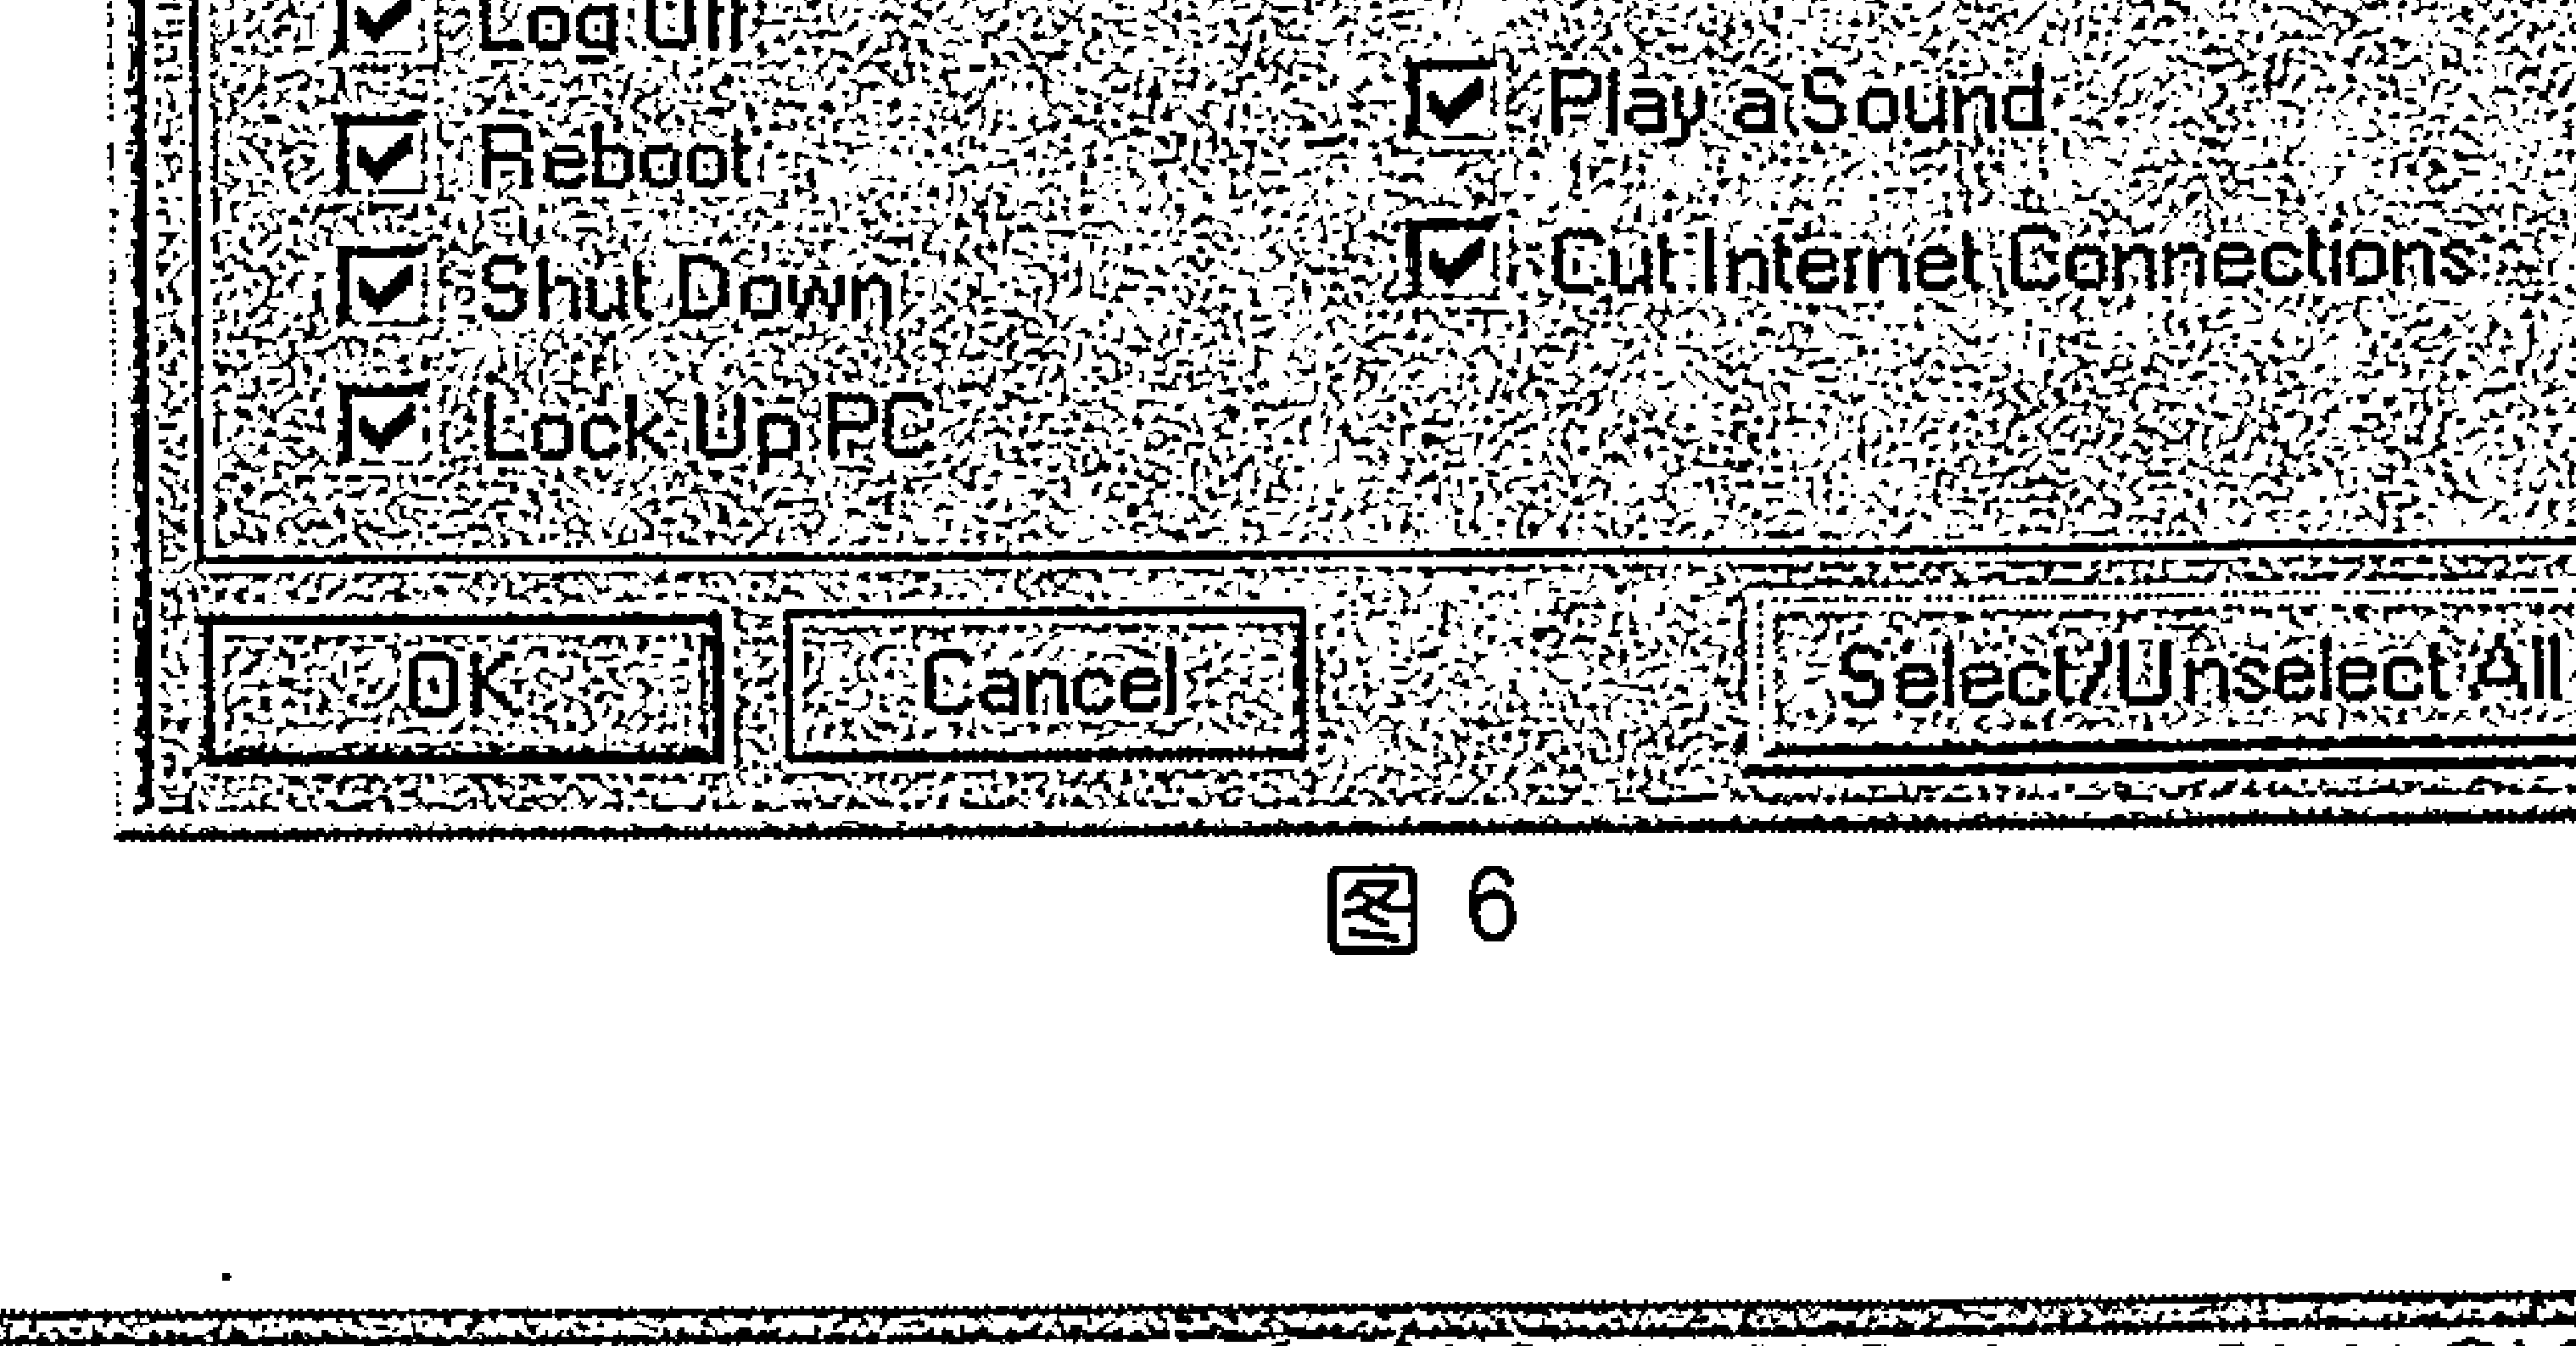 Log Off
Play a Sound
Reboot
Cut Internet Connections
Shut Down
Lock Up PC
OK Cancel Select/Unselect All
图 6